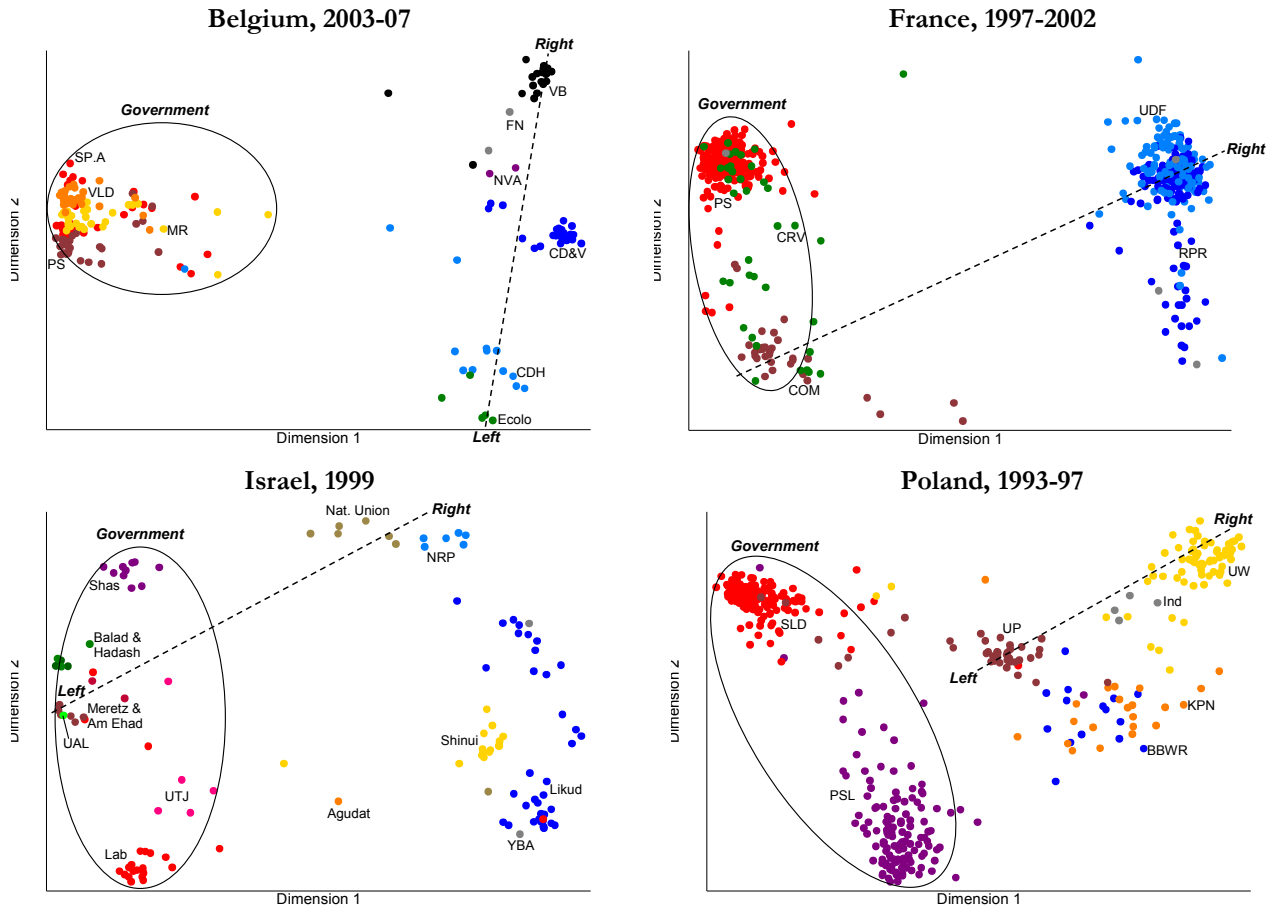 Belgium, 2003-07
Right
VB
Government
FN
SP.A
VLD
NVA
MR
CD&V
PS
CDH
Ecolo
Left
Dimension 1
Dimension 2
France, 1997-2002
Government
UDF
Right
PS
CRV
RPR
COM
Dimension 1
Dimension 2
Israel, 1999
Nat. Union
Right
Government
NRP
Shas
Balad &
Hadash
Left
Meretz &
Am Ehad
UAL
Shinui
UTJ
Likud
Agudat
YBA
Lab
Dimension 1
Dimension 2
Poland, 1993-97
Right
Government
UW
Ind
SLD
UP
Left
KPN
BBWR
PSL
Dimension 1
Dimension 2